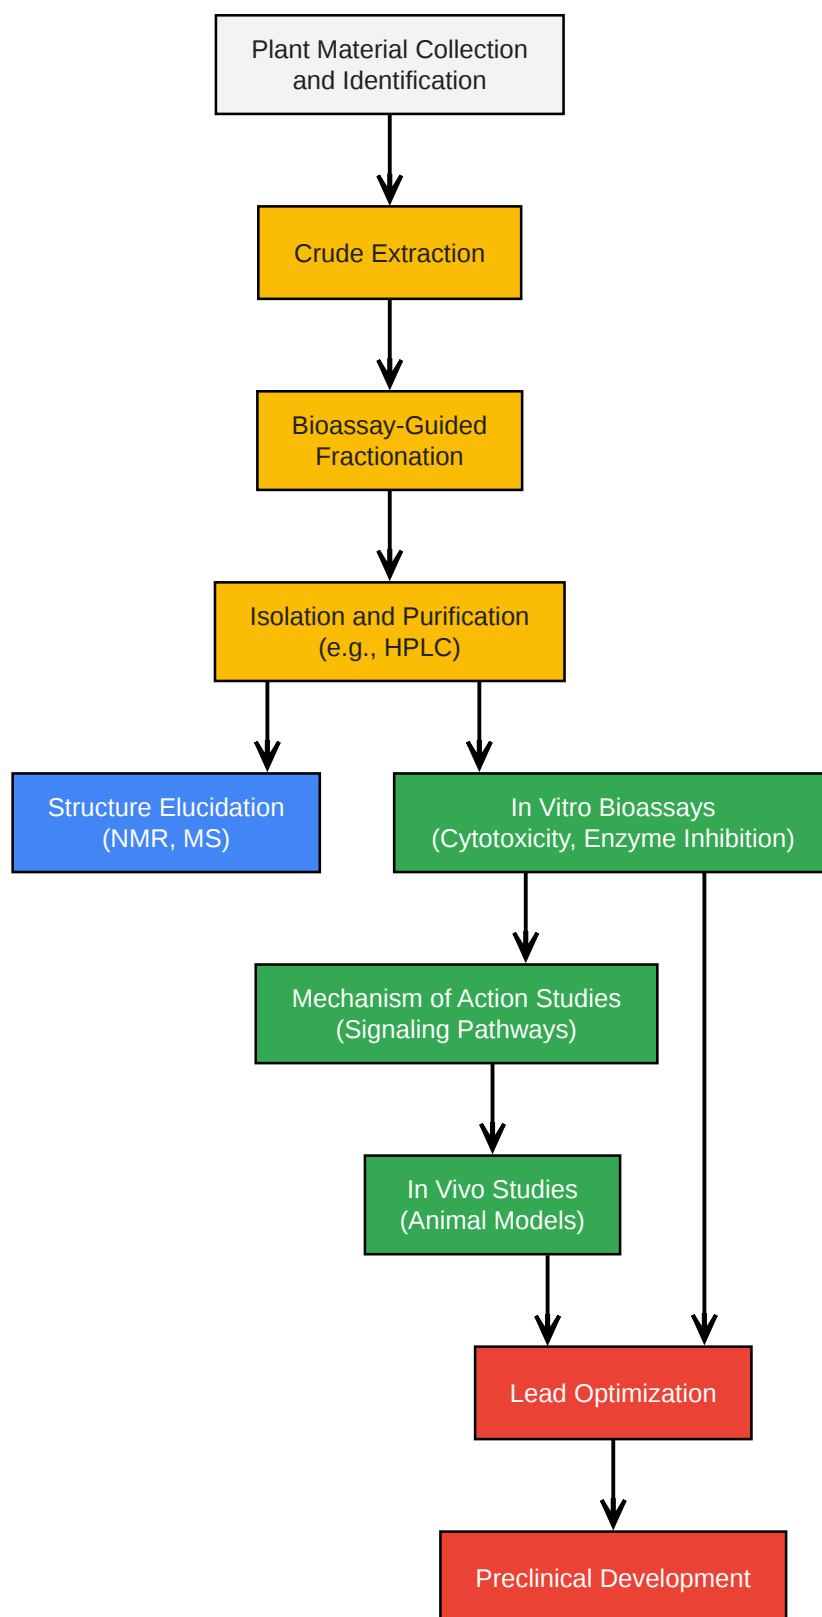 Plant Material Collection
and Identification
Crude Extraction
Bioassay-Guided
Fractionation
Isolation and Purification
(e.g., HPLC)
Structure Elucidation
(NMR, MS)
In Vitro Bioassays
(Cytotoxicity, Enzyme Inhibition)
Mechanism of Action Studies
(Signaling Pathways)
In Vivo Studies
(Animal Models)
Lead Optimization
Preclinical Development